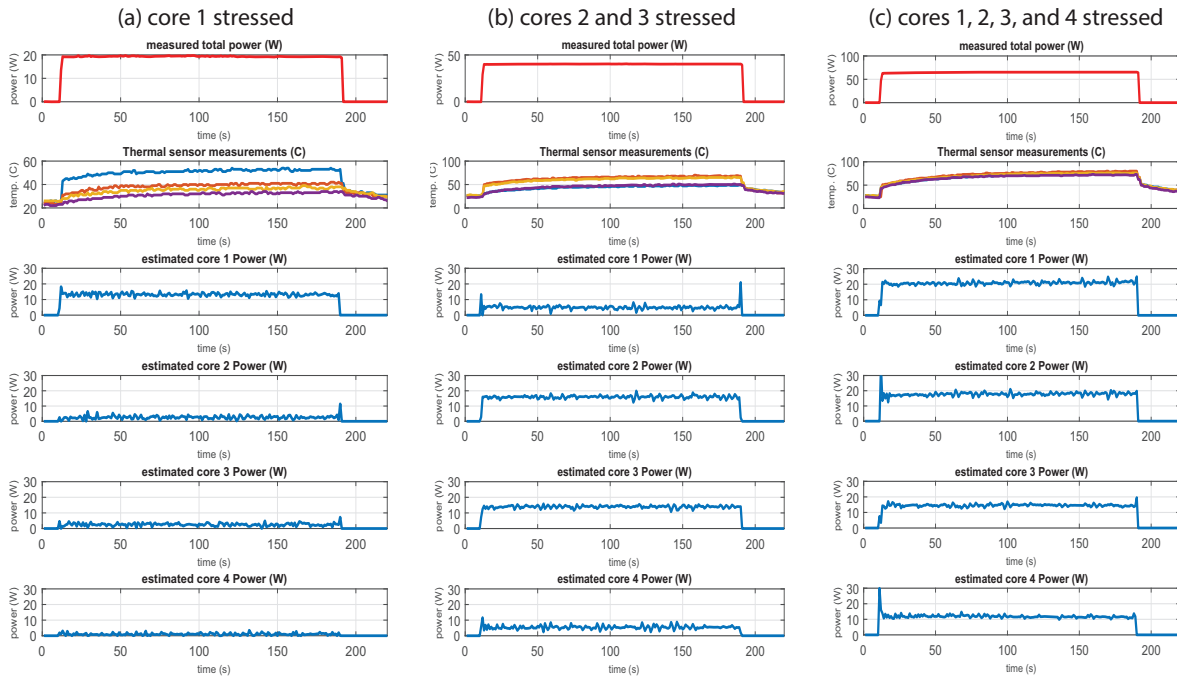 (a) core 1 stressed
measured total power (W)
power (W)
20
10
0
0 50 100 150 200
time (s)
Thermal sensor measurements (C)
temp. (C)
60
40
20
0 50 100 150 200
time (s)
estimated core 1 Power (W)
power (W)
30
20
10
0
0 50 100 150 200
time (s)
estimated core 2 Power (W)
power (W)
30
20
10
0
0 50 100 150 200
time (s)
estimated core 3 Power (W)
power (W)
30
20
10
0
0 50 100 150 200
time (s)
estimated core 4 Power (W)
power (W)
30
20
10
0
0 50 100 150 200
time (s)
(b) cores 2 and 3 stressed
measured total power (W)
power (W)
50
0
0 50 100 150 200
time (s)
Thermal sensor measurements (C)
temp. (C)
100
50
0
0 50 100 150 200
time (s)
estimated core 1 Power (W)
power (W)
30
20
10
0
0 50 100 150 200
time (s)
estimated core 2 Power (W)
power (W)
30
20
10
0
0 50 100 150 200
time (s)
estimated core 3 Power (W)
power (W)
30
20
10
0
0 50 100 150 200
time (s)
estimated core 4 Power (W)
power (W)
30
20
10
0
0 50 100 150 200
time (s)
(c) cores 1, 2, 3, and 4 stressed
measured total power (W)
power (W)
100
50
0
0 50 100 150 200
time (s)
Thermal sensor measurements (C)
temp. (C)
100
50
0
0 50 100 150 200
time (s)
estimated core 1 Power (W)
power (W)
30
20
10
0
0 50 100 150 200
time (s)
estimated core 2 Power (W)
power (W)
30
20
10
0
0 50 100 150 200
time (s)
estimated core 3 Power (W)
power (W)
30
20
10
0
0 50 100 150 200
time (s)
estimated core 4 Power (W)
power (W)
30
20
10
0
0 50 100 150 200
time (s)